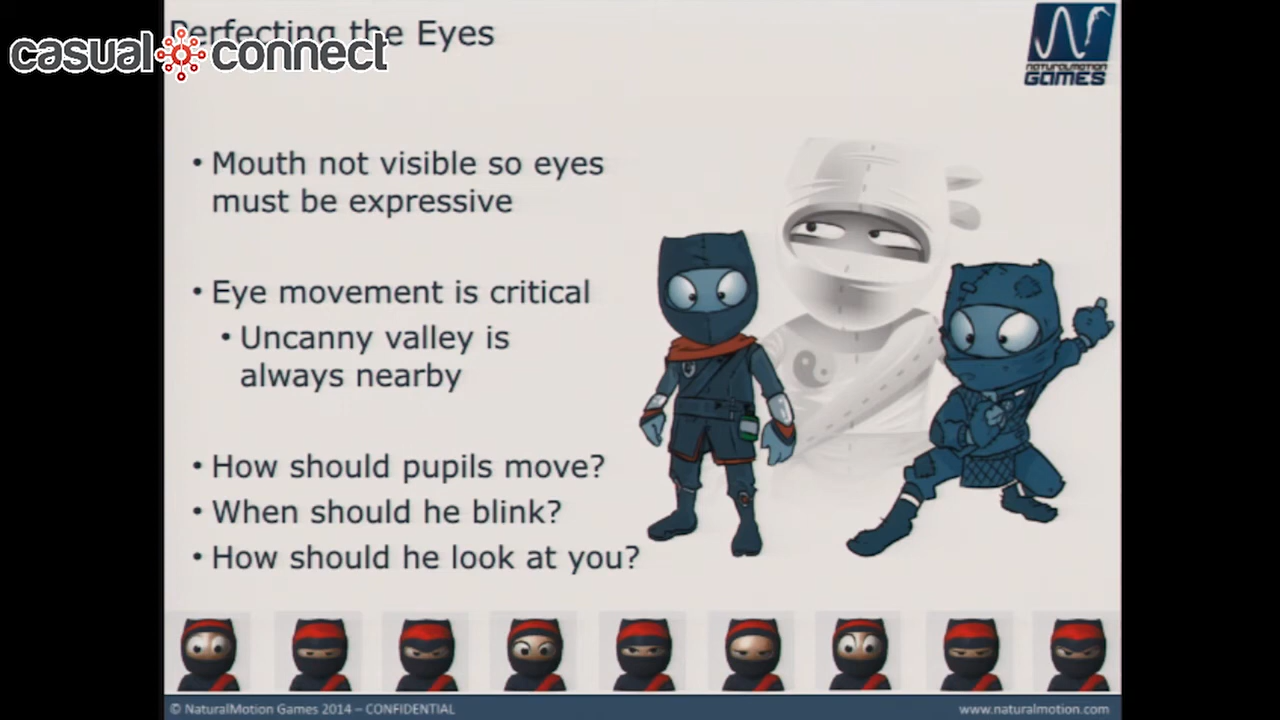 Perfecting the Eyes
casual connect
NATURALMOTION
GAMES
• Mouth not visible so eyes
must be expressive
• Eye movement is critical
• Uncanny valley is
always nearby
• How should pupils move?
• When should he blink?
• How should he look at you?
© NaturalMotion Games 2014 – CONFIDENTIAL
www.naturalmotion.com